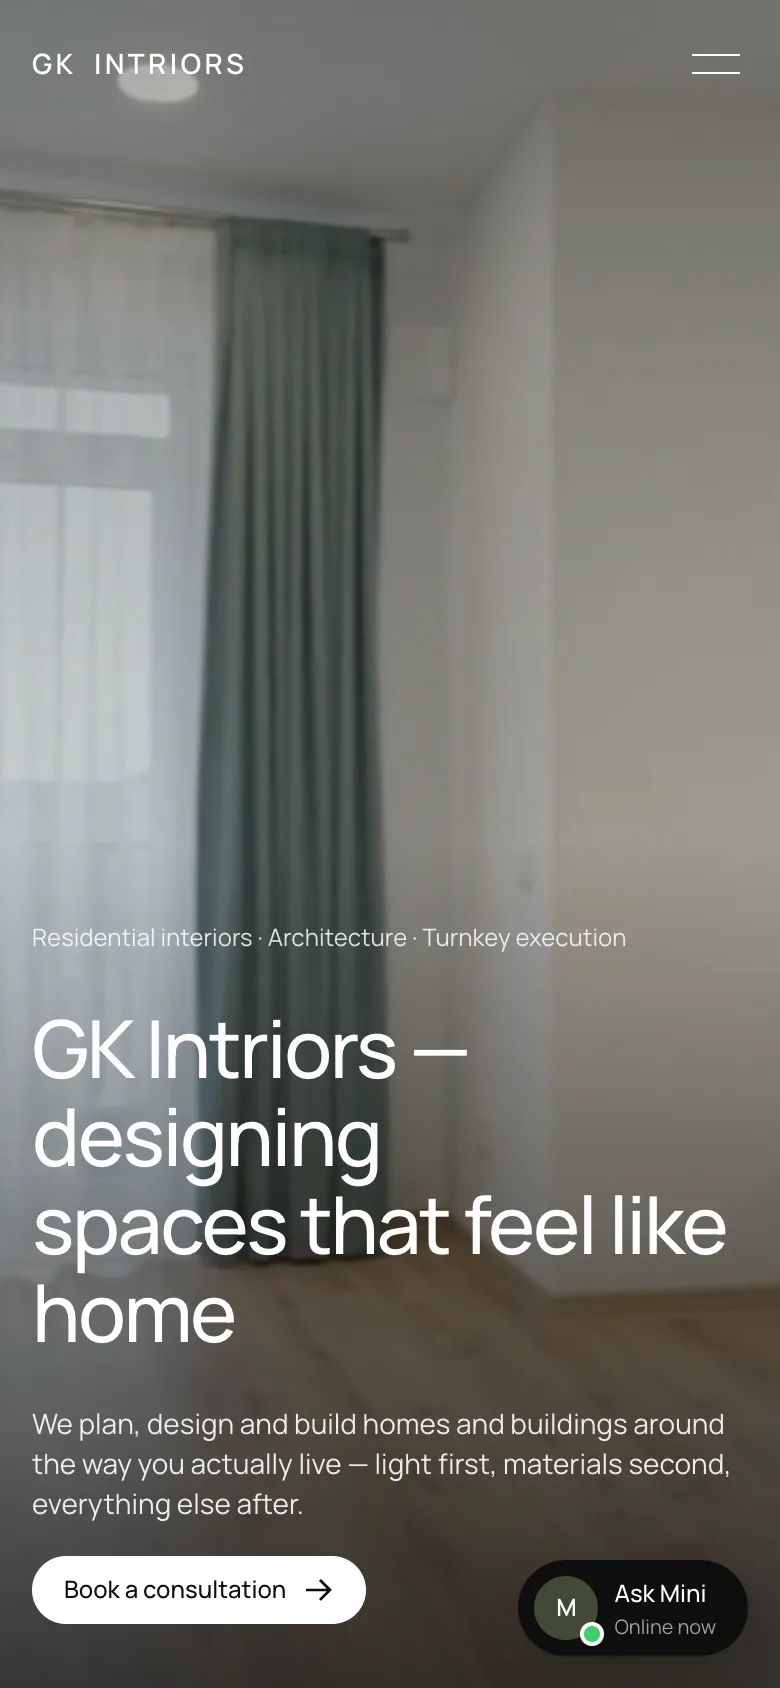 GK INTRIORS
Residential interiors · Architecture · Turnkey execution
GK Intriors —
designing
spaces that feel like
home
We plan, design and build homes and buildings around
the way you actually live — light first, materials second,
everything else after.
Book a consultation →
M
Ask Mini
Online now